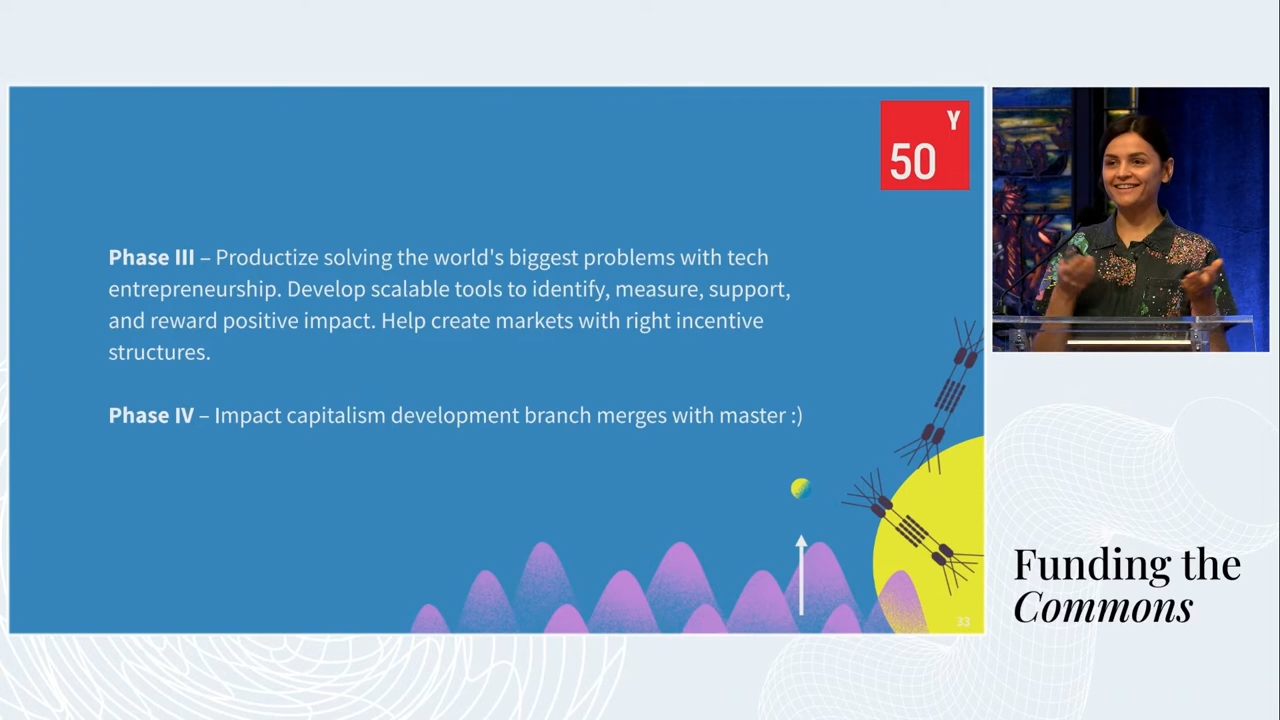 Y
50
Phase III – Productize solving the world's biggest problems with tech
entrepreneurship. Develop scalable tools to identify, measure, support,
and reward positive impact. Help create markets with right incentive
structures.
Phase IV – Impact capitalism development branch merges with master :)
33
Funding the
Commons